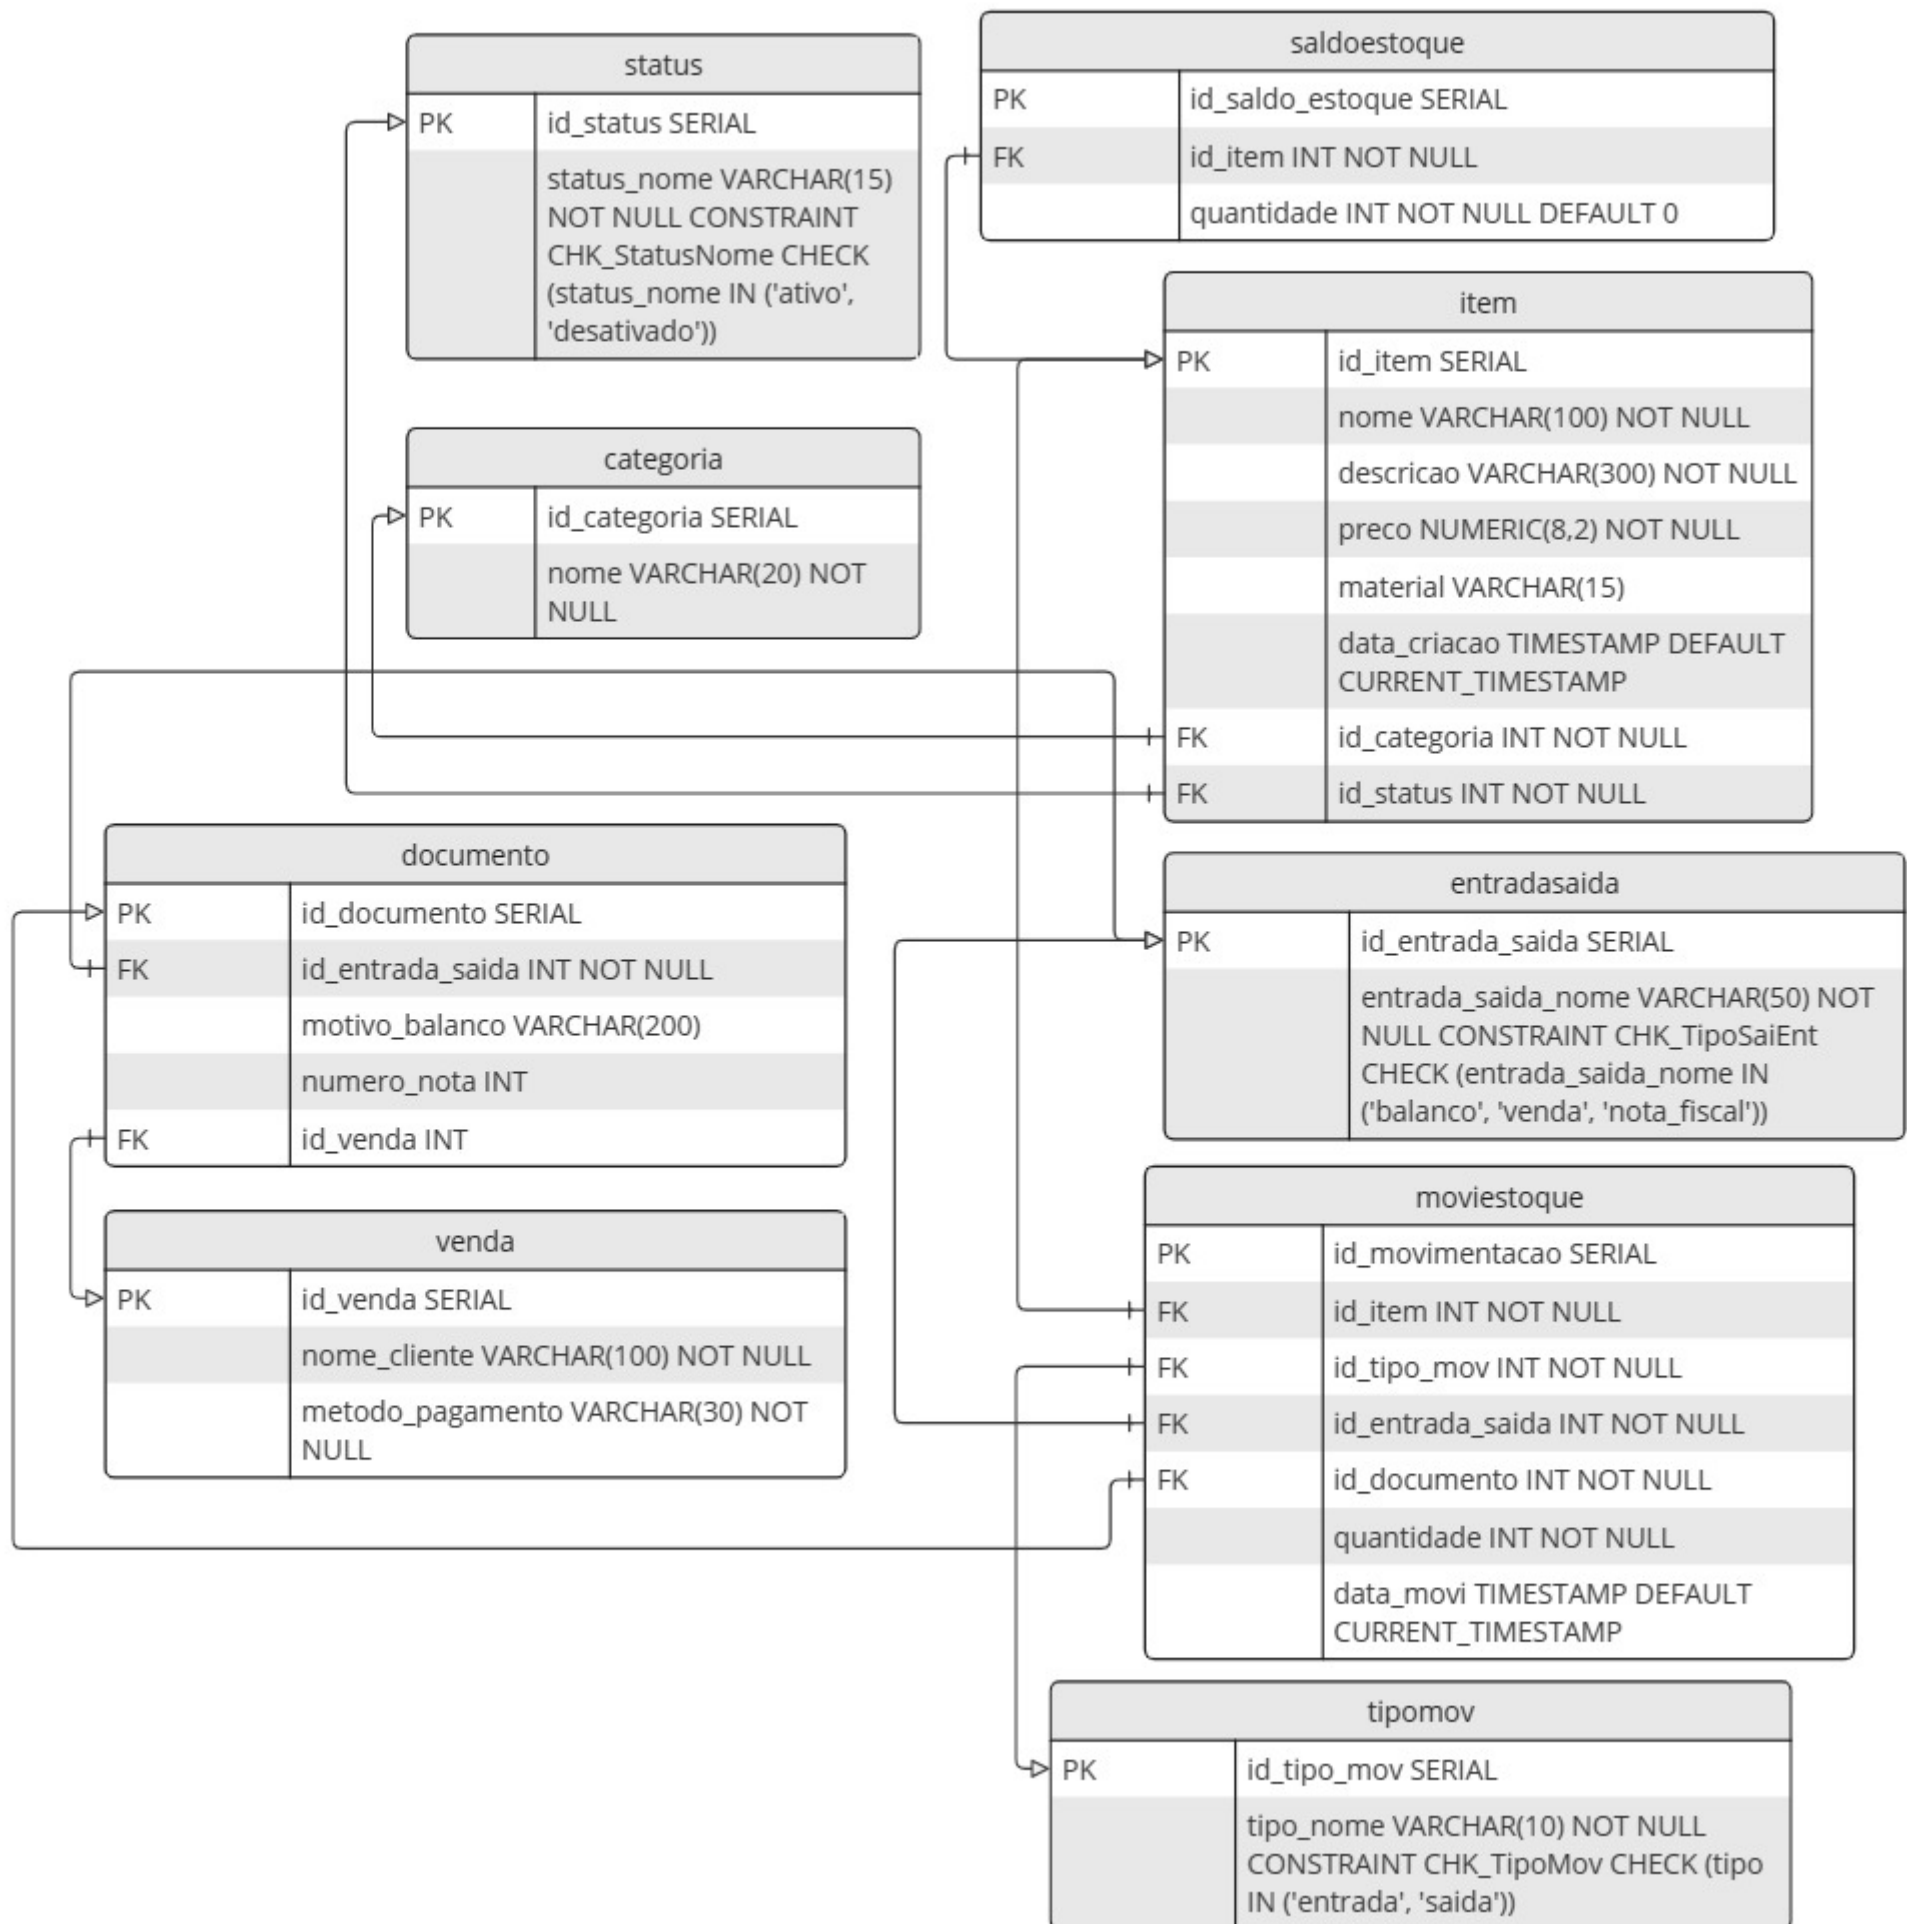 status
PK id_status SERIAL
status_nome VARCHAR(15)
NOT NULL CONSTRAINT
CHK_StatusNome CHECK
(status_nome IN ('ativo',
'desativado'))
saldoestoque
PK id_saldo_estoque SERIAL
FK id_item INT NOT NULL
quantidade INT NOT NULL DEFAULT 0
item
PK id_item SERIAL
nome VARCHAR(100) NOT NULL
descricao VARCHAR(300) NOT NULL
preco NUMERIC(8,2) NOT NULL
material VARCHAR(15)
data_criacao TIMESTAMP DEFAULT
CURRENT_TIMESTAMP
FK id_categoria INT NOT NULL
FK id_status INT NOT NULL
categoria
PK id_categoria SERIAL
nome VARCHAR(20) NOT
NULL
documento
PK id_documento SERIAL
FK id_entrada_saida INT NOT NULL
motivo_balanco VARCHAR(200)
numero_nota INT
FK id_venda INT
entradasaida
PK id_entrada_saida SERIAL
entrada_saida_nome VARCHAR(50) NOT
NULL CONSTRAINT CHK_TipoSaiEnt
CHECK (entrada_saida_nome IN
('balanco', 'venda', 'nota_fiscal'))
venda
PK id_venda SERIAL
nome_cliente VARCHAR(100) NOT NULL
metodo_pagamento VARCHAR(30) NOT
NULL
moviestoque
PK id_movimentacao SERIAL
FK id_item INT NOT NULL
FK id_tipo_mov INT NOT NULL
FK id_entrada_saida INT NOT NULL
FK id_documento INT NOT NULL
quantidade INT NOT NULL
data_movi TIMESTAMP DEFAULT
CURRENT_TIMESTAMP
tipomov
PK id_tipo_mov SERIAL
tipo_nome VARCHAR(10) NOT NULL
CONSTRAINT CHK_TipoMov CHECK (tipo
IN ('entrada', 'saida'))